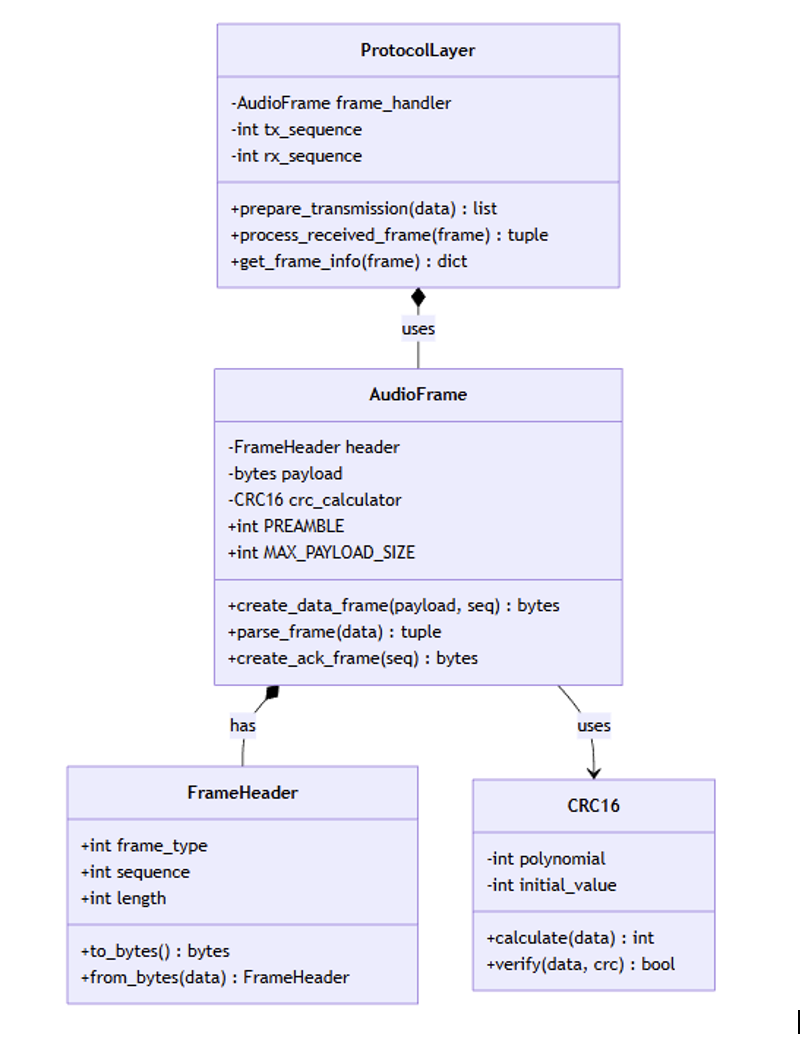 ProtocolLayer
-AudioFrame frame_handler
-int tx_sequence
-int rx_sequence
+prepare_transmission(data) : list
+process_received_frame(frame) : tuple
+get_frame_info(frame) : dict
uses
AudioFrame
-FrameHeader header
-bytes payload
-CRC16 crc_calculator
+int PREAMBLE
+int MAX_PAYLOAD_SIZE
+create_data_frame(payload, seq) : bytes
+parse_frame(data) : tuple
+create_ack_frame(seq) : bytes
has
uses
FrameHeader
+int frame_type
+int sequence
+int length
+to_bytes() : bytes
+from_bytes(data) : FrameHeader
CRC16
-int polynomial
-int initial_value
+calculate(data) : int
+verify(data, crc) : bool